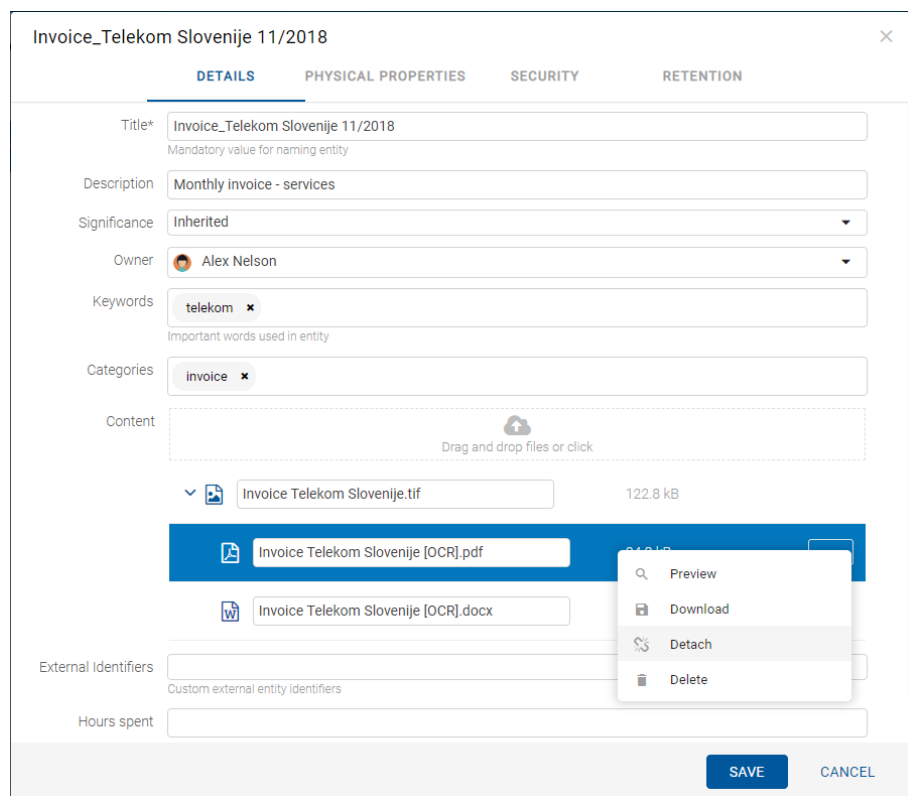 Invoice_Telekom Slovenije 11/2018
DETAILS PHYSICAL PROPERTIES SECURITY RETENTION
Title* Invoice_Telekom Slovenije 11/2018
Mandatory value for naming entity
Description Monthly invoice - services
Significance Inherited
Owner Alex Nelson
Keywords telekom
Important words used in entity
Categories invoice
Content
Drag and drop files or click
Invoice Telekom Slovenije.tif 122.8 kB
Invoice Telekom Slovenije [OCR].pdf
Preview
Invoice Telekom Slovenije [OCR].docx Download
Detach
External Identifiers
Delete
Custom external entity identifiers
Hours spent
SAVE CANCEL